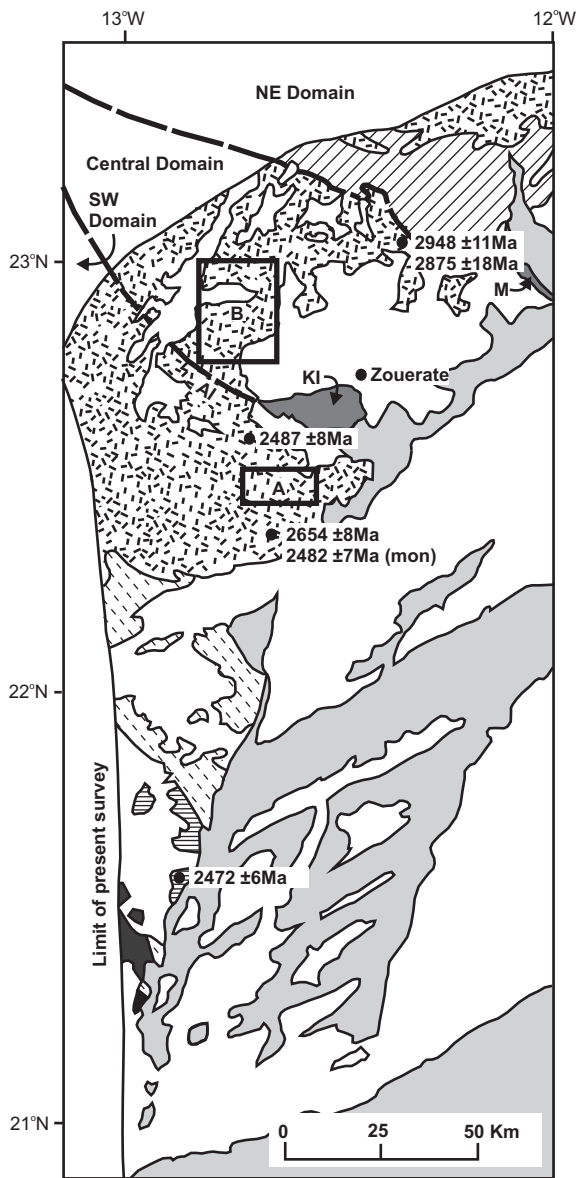 13°W
12°W
NE Domain
Central Domain
SW
Domain
2948 ±11Ma
2875 ±18Ma
23°N
M
B
KI
Zouerate
2487 ±8Ma
A
2654 ±8Ma
2482 ±7Ma (mon)
22°N
Limit of present survey
2472 ±6Ma
21°N
0 25 50 Km